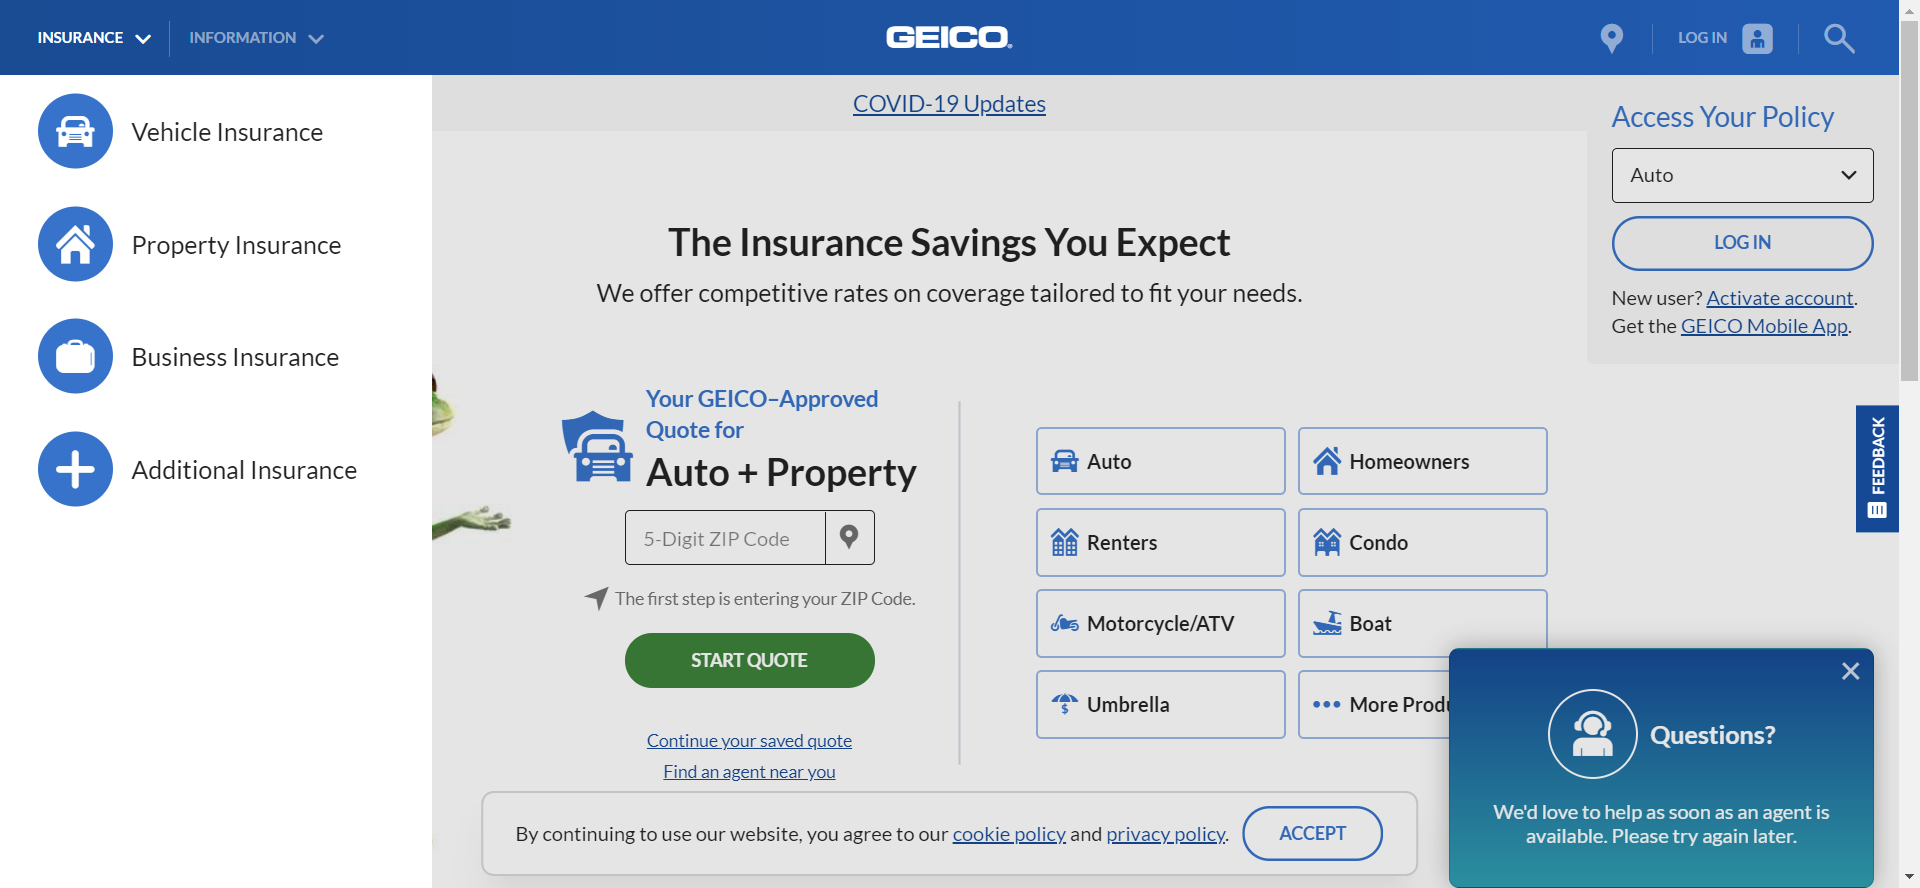 INSURANCE
INFORMATION
GEICO
LOG IN
Vehicle Insurance
Property Insurance
Business Insurance
Additional Insurance
COVID-19 Updates
The Insurance Savings You Expect
We offer competitive rates on coverage tailored to fit your needs.
Access Your Policy
Auto
LOG IN
New user? Activate account.
Get the GEICO Mobile App.
Your GEICO–Approved
Quote for
Auto + Property
5-Digit ZIP Code
The first step is entering your ZIP Code.
START QUOTE
Continue your saved quote
Find an agent near you
Auto
Homeowners
Renters
Condo
Motorcycle/ATV
Boat
Umbrella
More Produ
FEEDBACK
Questions?
We'd love to help as soon as an agent is
available. Please try again later.
By continuing to use our website, you agree to our cookie policy and privacy policy.
ACCEPT